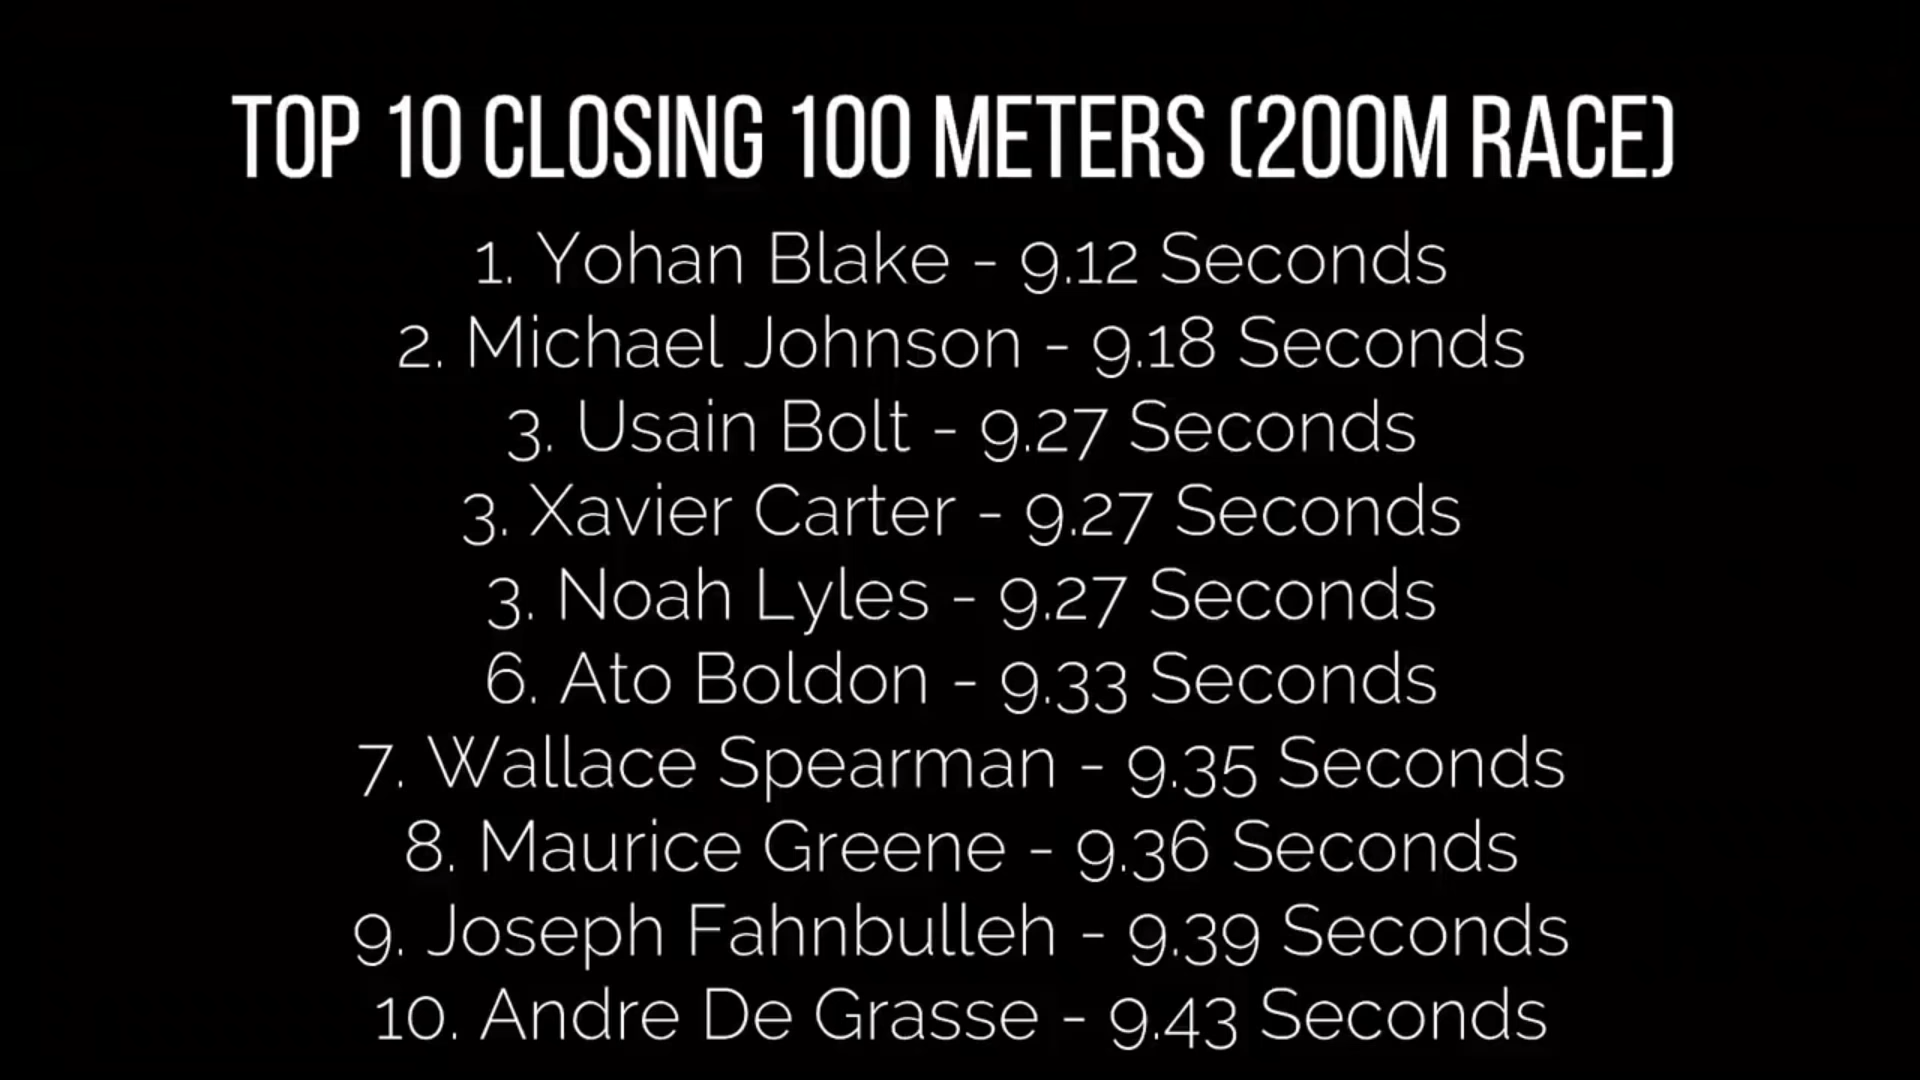 TOP 10 CLOSING 100 METERS (200M RACE)
1. Yohan Blake - 9.12 Seconds
2. Michael Johnson - 9.18 Seconds
3. Usain Bolt - 9.27 Seconds
3. Xavier Carter - 9.27 Seconds
3. Noah Lyles - 9.27 Seconds
6. Ato Boldon - 9.33 Seconds
7. Wallace Spearman - 9.35 Seconds
8. Maurice Greene - 9.36 Seconds
9. Joseph Fahnbulleh - 9.39 Seconds
10. Andre De Grasse - 9.43 Seconds